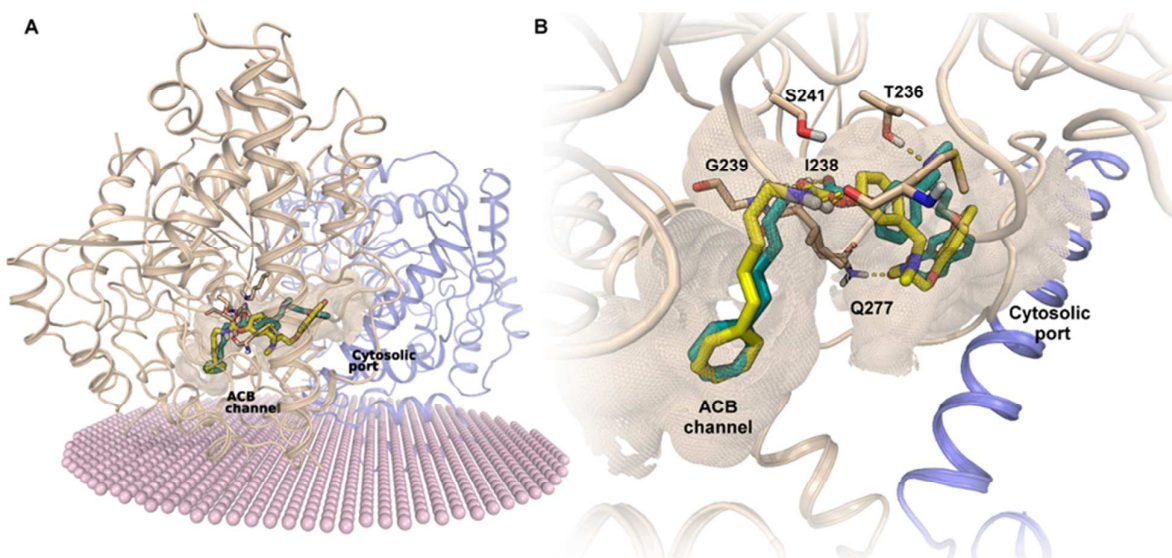 A
Cytosolic
port
ACB
channel
B
S241
T236
G239
I238
Q277
Cytosolic
port
ACB
channel